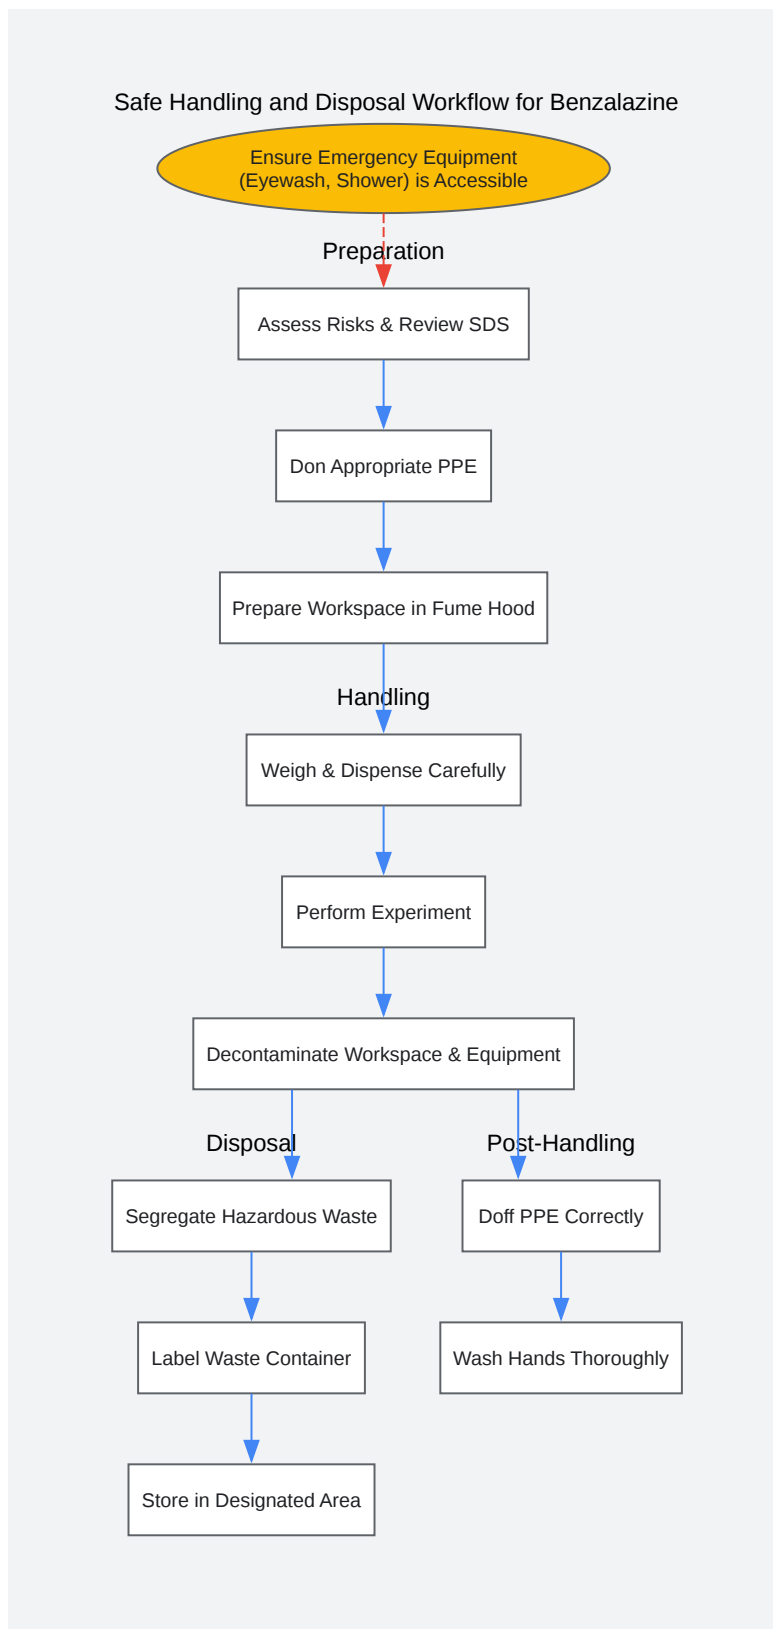 Safe Handling and Disposal Workflow for Benzalazine
Ensure Emergency Equipment
(Eyewash, Shower) is Accessible
Preparation
Assess Risks & Review SDS
Don Appropriate PPE
Prepare Workspace in Fume Hood
Handling
Weigh & Dispense Carefully
Perform Experiment
Decontaminate Workspace & Equipment
Disposal
Segregate Hazardous Waste
Label Waste Container
Store in Designated Area
Post-Handling
Doff PPE Correctly
Wash Hands Thoroughly